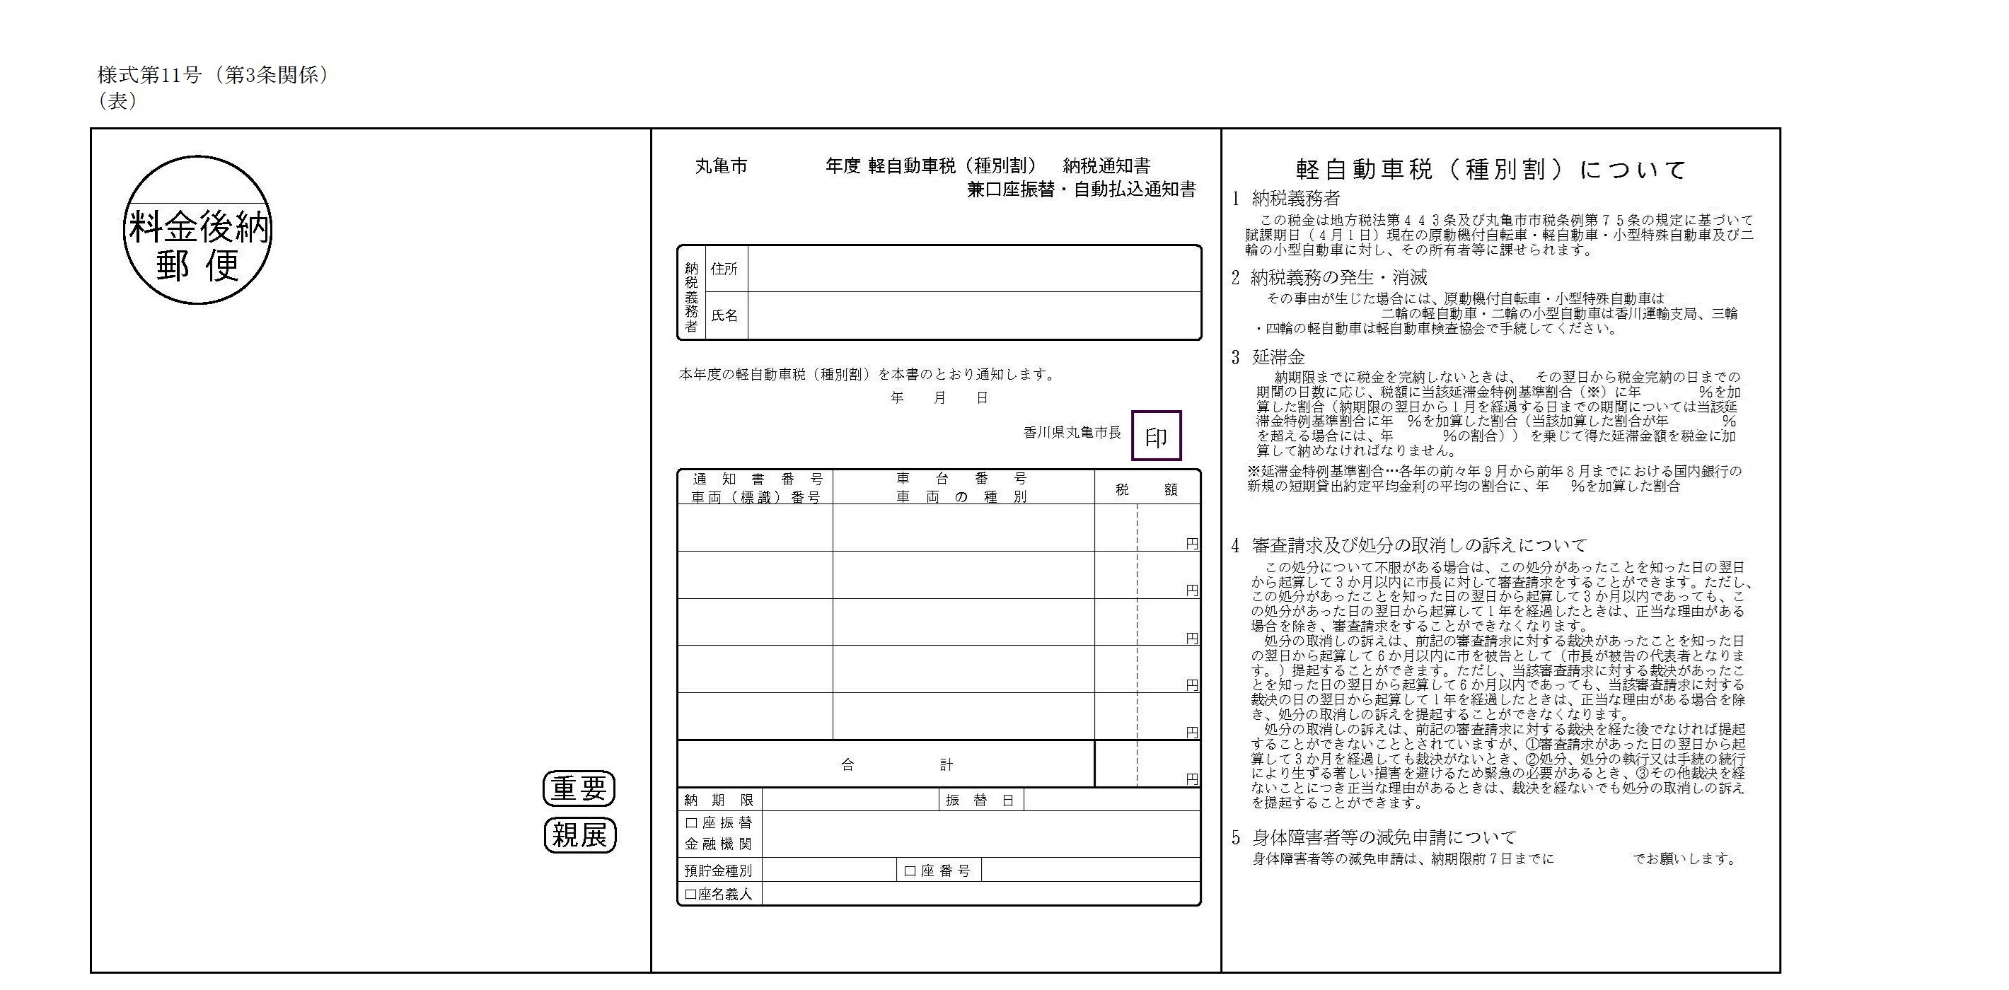 様式第11号（第3条関係）
（表）
料金後納
郵便
重要
親展
丸亀市　年度 軽自動車税（種別割）　納税通知書
兼口座振替・自動払込通知書
納税義務者
住所
氏名
本年度の軽自動車税（種別割）を本書のとおり通知します。
年　月　日
香川県丸亀市長　印
通知書番号　車台番号　税額
車両（標識）番号　車両の種別
円
円
円
円
円
合計　円
納期限　振替日
口座振替
金融機関
預貯金種別　口座番号
口座名義人
軽自動車税（種別割）について
1　納税義務者
この税金は地方税法第４４３条及び丸亀市市税条例第７５条の規定に基づいて
賦課期日（４月１日）現在の原動機付自転車・軽自動車・小型特殊自動車及び二
輪の小型自動車に対し、その所有者等に課せられます。
2　納税義務の発生・消滅
その事由が生じた場合には、原動機付自転車・小型特殊自動車は
二輪の軽自動車・二輪の小型自動車は香川運輸支局、三輪
・四輪の軽自動車は軽自動車検査協会で手続してください。
3　延滞金
納期限までに税金を完納しないときは、　その翌日から税金完納の日までの
期間の日数に応じ、税額に当該延滞金特例基準割合（※）に年　　％を加
算した割合（納期限の翌日から１月を経過する日までの期間については当該延
滞金特例基準割合に年　％を加算した割合（当該加算した割合が年　　％
を超える場合には、年　　％の割合））を乗じて得た延滞金額を税金に加
算して納めなければなりません。
※延滞金特例基準割合…各年の前々年９月から前年８月までにおける国内銀行の
新規の短期貸出約定平均金利の平均の割合に、年　％を加算した割合
4　審査請求及び処分の取消しの訴えについて
この処分について不服がある場合は、この処分があったことを知った日の翌日
から起算して３か月以内に市長に対して審査請求をすることができます。ただし、
この処分があったことを知った日の翌日から起算して３か月以内であっても、こ
の処分があった日の翌日から起算して１年を経過したときは、正当な理由がある
場合を除き、審査請求をすることができなくなります。
処分の取消しの訴えは、前記の審査請求に対する裁決があったことを知った日
の翌日から起算して６か月以内に市を被告として（市長が被告の代表者となりま
す。）提起することができます。ただし、当該審査請求に対する裁決があったこ
とを知った日の翌日から起算して６か月以内であっても、当該審査請求に対する
裁決の日の翌日から起算して１年を経過したときは、正当な理由がある場合を除
き、処分の取消しの訴えを提起することができなくなります。
処分の取消しの訴えは、前記の審査請求に対する裁決を経た後でなければ提起
することができないこととされていますが、①審査請求があった日の翌日から起
算して３か月を経過しても裁決がないとき、②処分、処分の執行又は手続の続行
により生ずる著しい損害を避けるため緊急の必要があるとき、③その他裁決を経
ないことにつき正当な理由があるときは、裁決を経ないでも処分の取消しの訴え
を提起することができます。
5　身体障害者等の減免申請について
身体障害者等の減免申請は、納期限前７日までに　　でお願いします。